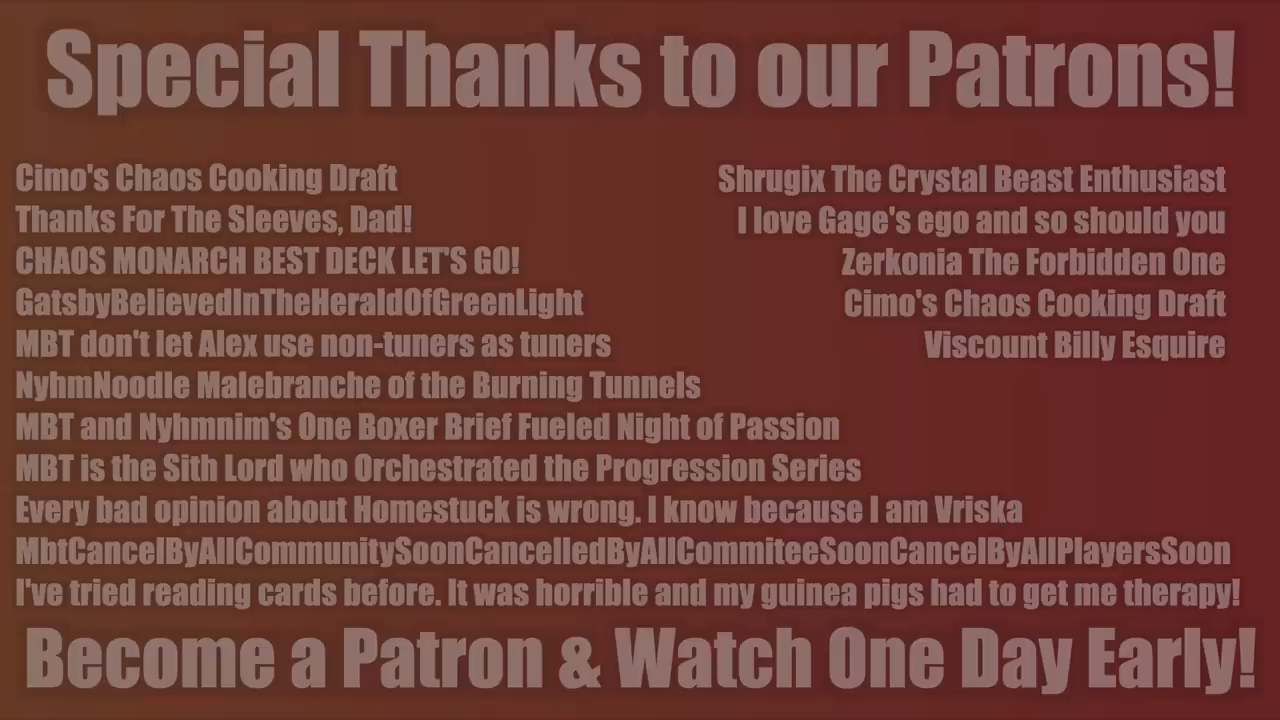 Special Thanks to our Patrons!
Cimo's Chaos Cooking Draft
Thanks For The Sleeves, Dad!
CHAOS MONARCH BEST DECK LET'S GO!
GatsbyBelievedInTheHeraldOfGreenLight
MBT don't let Alex use non-tuners as tuners
NyhmNoodle Malebranche of the Burning Tunnels
MBT and Nyhmnim's One Boxer Brief Fueled Night of Passion
MBT is the Sith Lord who Orchestrated the Progression Series
Every bad opinion about Homestuck is wrong. I know because I am Vriska
MbtCancelByAllCommunitySoonCancelledByAllCommiteeSoonCancelByAllPlayersSoon
I've tried reading cards before. It was horrible and my guinea pigs had to get me therapy!
Shrugix The Crystal Beast Enthusiast
I love Gage's ego and so should you
Zerkonia The Forbidden One
Cimo's Chaos Cooking Draft
Viscount Billy Esquire
Become a Patron & Watch One Day Early!